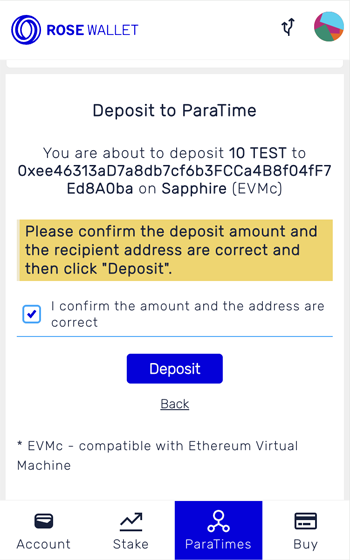 ROSE WALLET
Deposit to ParaTime
You are about to deposit 10 TEST to
0xee46313aD7a8db7cf6b3FCCa4B8f04fF7
Ed8A0ba on Sapphire (EVMc)
Please confirm the deposit amount and
the recipient address are correct and
then click "Deposit".
I confirm the amount and the address are
correct
Deposit
Back
* EVMc - compatible with Ethereum Virtual
Machine
Account Stake ParaTimes Buy